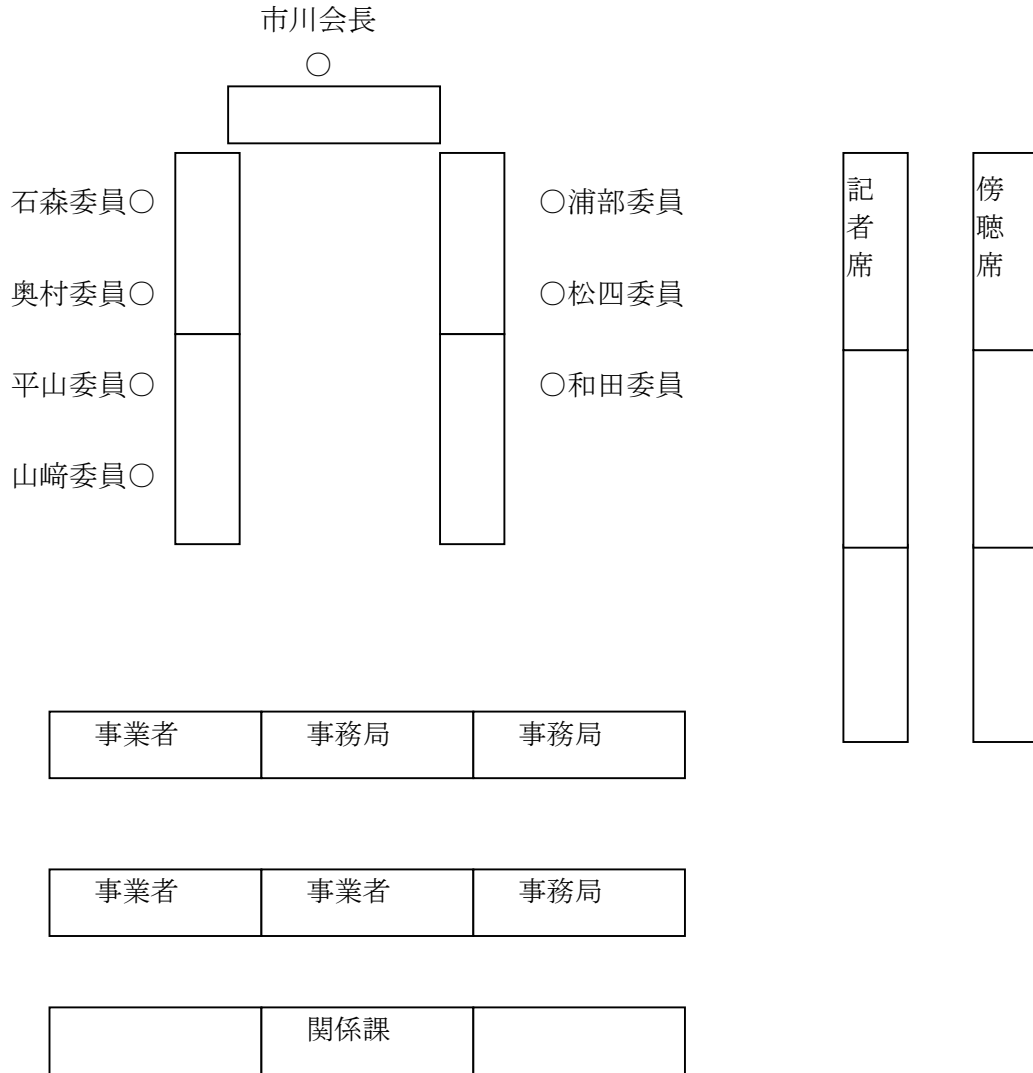 市川会長
○
石森委員○
○浦部委員
奥村委員○
○松四委員
平山委員○
○和田委員
山﨑委員○
記者席
傍聴席
事業者 事務局 事務局
事業者 事業者 事務局
関係課